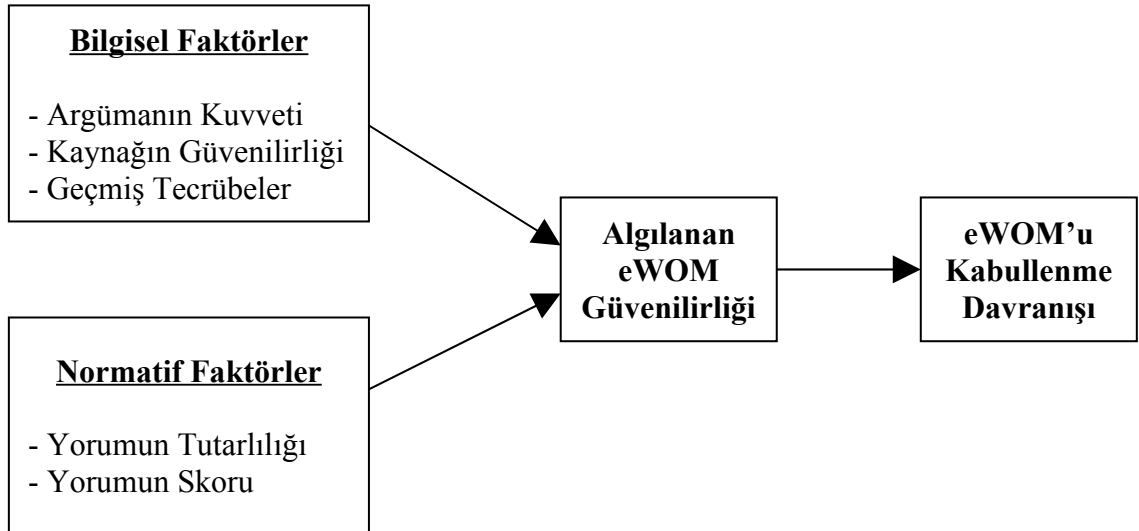 Bilgisel Faktörler
- Argümanın Kuvveti
- Kaynağın Güvenilirliği
- Geçmiş Tecrübeler
Normatif Faktörler
- Yorumun Tutarlılığı
- Yorumun Skoru
Algılanan
eWOM
Güvenilirliği
eWOM’u
Kabullenme
Davranışı